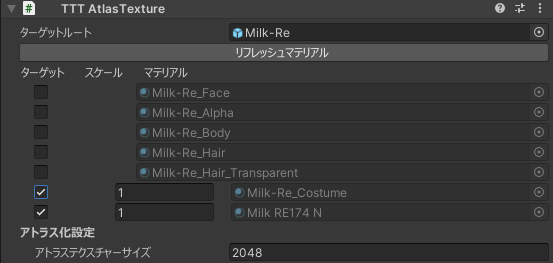 TTT AtlasTexture
ターゲットルート Milk-Re
リフレッシュマテリアル
ターゲット スケール マテリアル
Milk-Re_Face
Milk-Re_Alpha
Milk-Re_Body
Milk-Re_Hair
Milk-Re_Hair_Transparent
1 Milk-Re_Costume
1 Milk RE174 N
アトラス化設定
アトラステクスチャーサイズ 2048